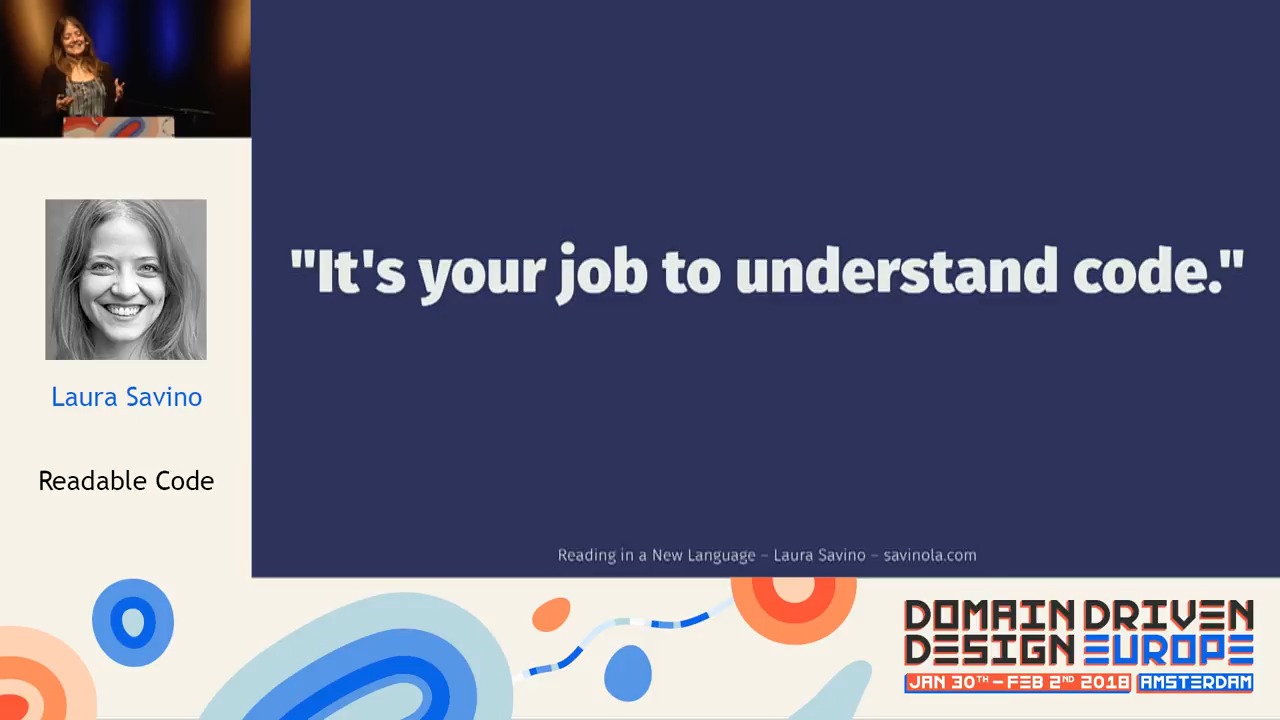 "It's your job to understand code."
Reading in a New Language – Laura Savino – savinola.com
Laura Savino
Readable Code
DOMAIN DRIVEN
DESIGN EUROPE
JAN 30TH – FEB 2ND 2018 AMSTERDAM